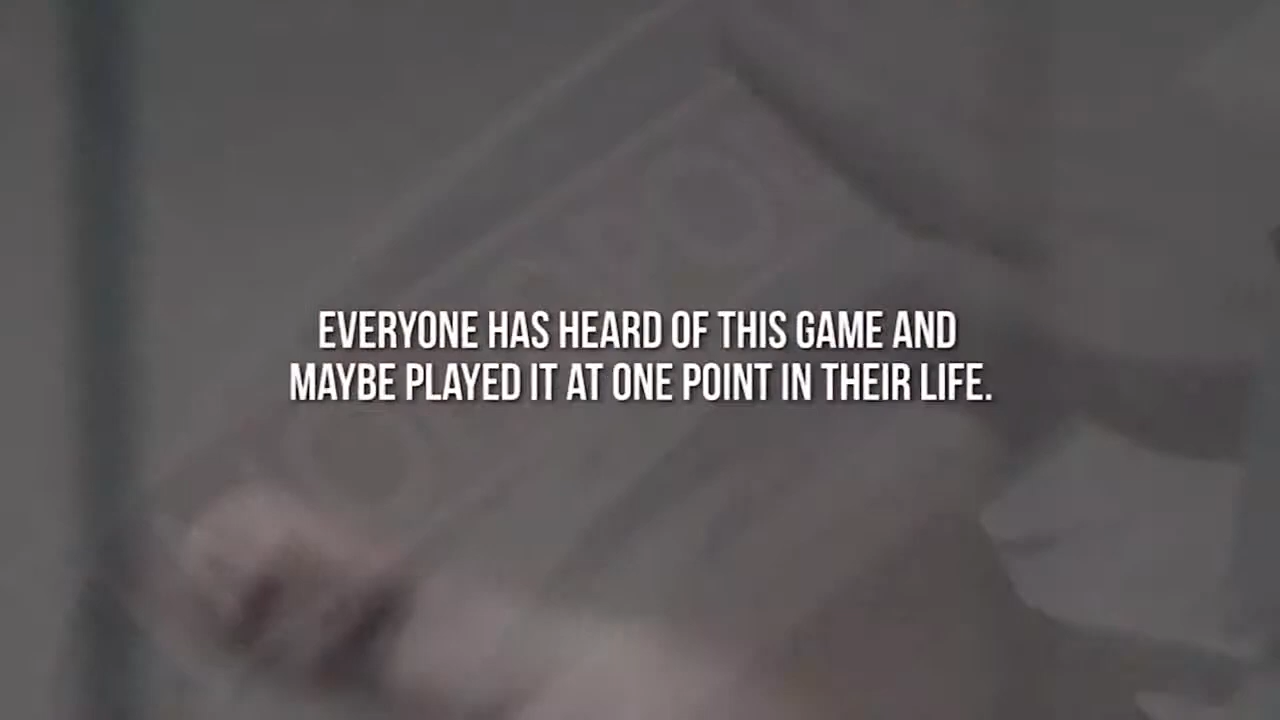 EVERYONE HAS HEARD OF THIS GAME AND
MAYBE PLAYED IT AT ONE POINT IN THEIR LIFE.